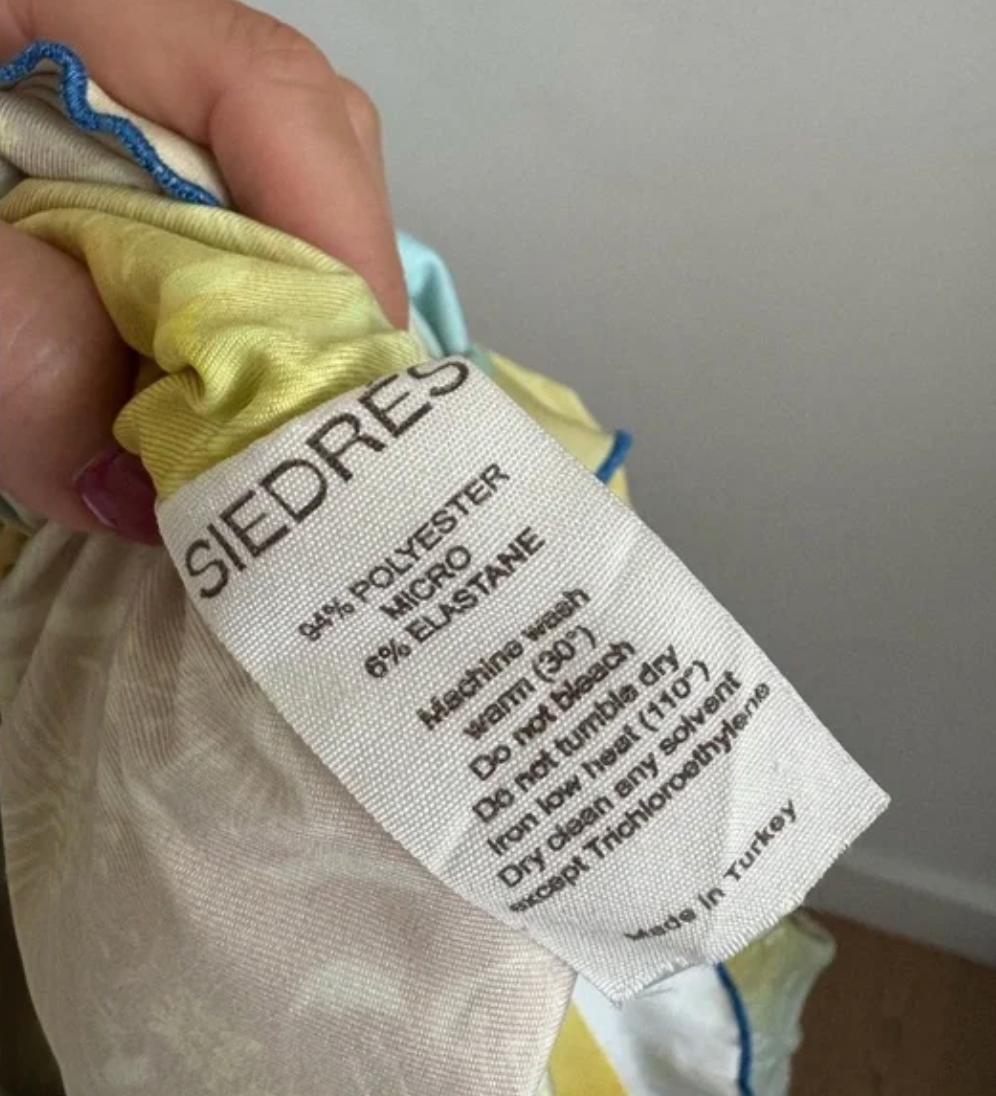 SIEDRÉS
94% POLYESTER
MICRO
6% ELASTANE
Machine wash
warm (30°)
Do not bleach
Do not tumble dry
Iron low heat (110°)
Dry clean any solvent
except Trichloroethylene
Made in Turkey